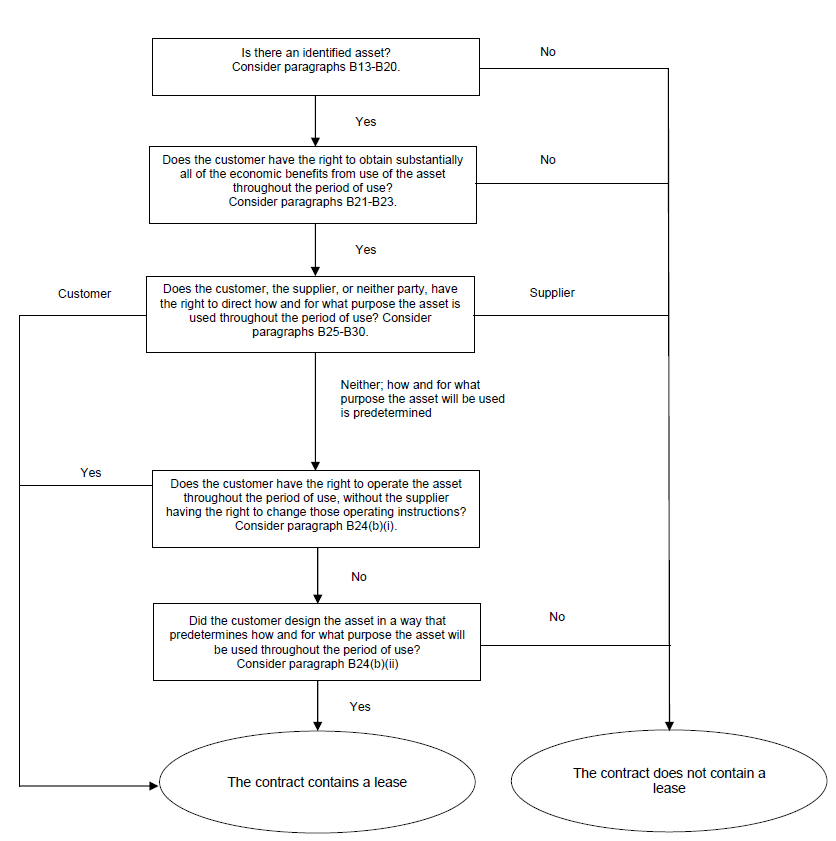 Is there an identified asset?
Consider paragraphs B13-B20.
No
Yes
Does the customer have the right to obtain substantially
all of the economic benefits from use of the asset
throughout the period of use?
Consider paragraphs B21-B23.
No
Yes
Customer
Does the customer, the supplier, or neither party, have
the right to direct how and for what purpose the asset is
used throughout the period of use? Consider
paragraphs B25-B30.
Supplier
Neither; how and for what
purpose the asset will be used
is predetermined
Yes
Does the customer have the right to operate the asset
throughout the period of use, without the supplier
having the right to change those operating instructions?
Consider paragraph B24(b)(i).
No
Did the customer design the asset in a way that
predetermines how and for what purpose the asset will
be used throughout the period of use?
Consider paragraph B24(b)(ii)
No
Yes
The contract contains a lease
The contract does not contain a
lease